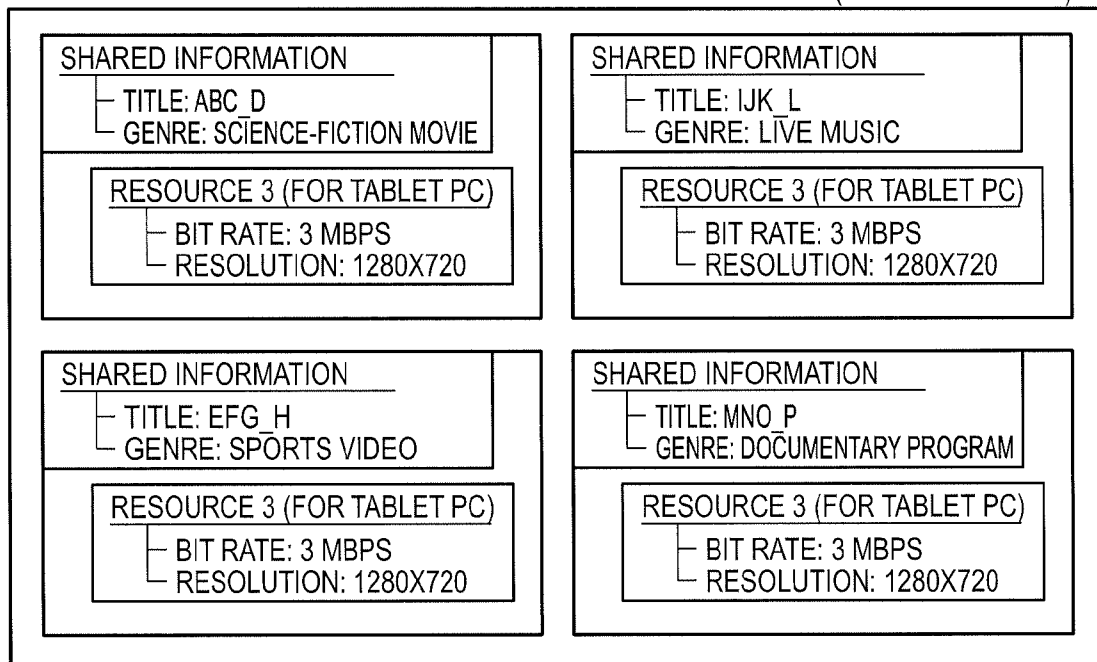 SHARED INFORMATION
TITLE: ABC_D
GENRE: SCIENCE-FICTION MOVIE
RESOURCE 3 (FOR TABLET PC)
BIT RATE: 3 MBPS
RESOLUTION: 1280X720
SHARED INFORMATION
TITLE: IJK_L
GENRE: LIVE MUSIC
RESOURCE 3 (FOR TABLET PC)
BIT RATE: 3 MBPS
RESOLUTION: 1280X720
SHARED INFORMATION
TITLE: EFG_H
GENRE: SPORTS VIDEO
RESOURCE 3 (FOR TABLET PC)
BIT RATE: 3 MBPS
RESOLUTION: 1280X720
SHARED INFORMATION
TITLE: MNO_P
GENRE: DOCUMENTARY PROGRAM
RESOURCE 3 (FOR TABLET PC)
BIT RATE: 3 MBPS
RESOLUTION: 1280X720